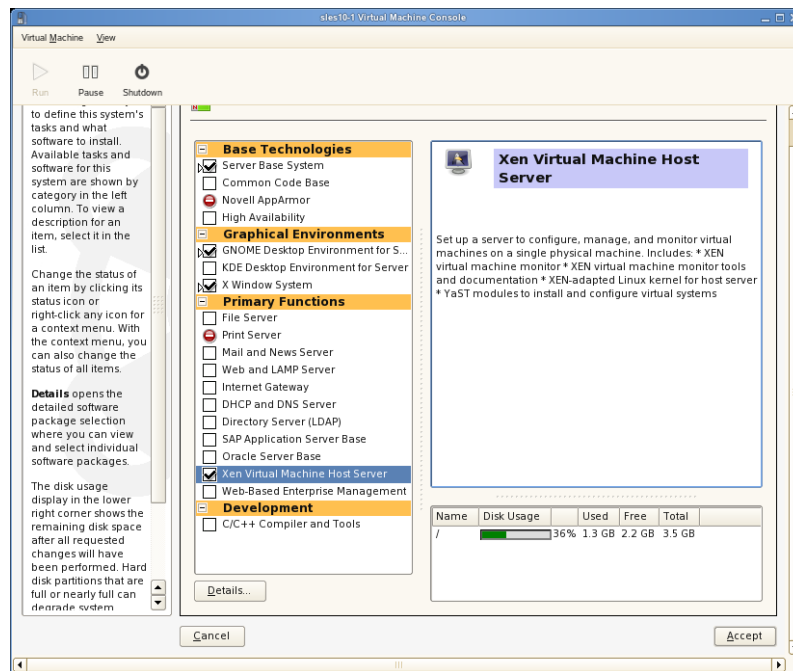 sles10-1 Virtual Machine Console
Virtual Machine View
Run Pause Shutdown
to define this system's
tasks and what
software to install.
Available tasks and
software for this
system are shown by
category in the left
column. To view a
description for an
item, select it in the
list.
Change the status of
an item by clicking its
status icon or
right-click any icon for
a context menu. With
the context menu, you
can also change the
status of all items.
Details opens the
detailed software
package selection
where you can view
and select individual
software packages.
The disk usage
display in the lower
right corner shows the
remaining disk space
after all requested
changes will have
been performed. Hard
disk partitions that are
full or nearly full can
degrade system
Base Technologies
Server Base System
Common Code Base
Novell AppArmor
High Availability
Graphical Environments
GNOME Desktop Environment for S...
KDE Desktop Environment for Server
X Window System
Primary Functions
File Server
Print Server
Mail and News Server
Web and LAMP Server
Internet Gateway
DHCP and DNS Server
Directory Server (LDAP)
SAP Application Server Base
Oracle Server Base
Xen Virtual Machine Host Server
Web-Based Enterprise Management
Development
C/C++ Compiler and Tools
Details...
Xen Virtual Machine Host
Server
Set up a server to configure, manage, and monitor virtual
machines on a single physical machine. Includes: * XEN
virtual machine monitor * XEN virtual machine monitor tools
and documentation * XEN-adapted Linux kernel for host server
* YaST modules to install and configure virtual systems
Name Disk Usage Used Free Total
/ 36% 1.3 GB 2.2 GB 3.5 GB
Cancel Accept